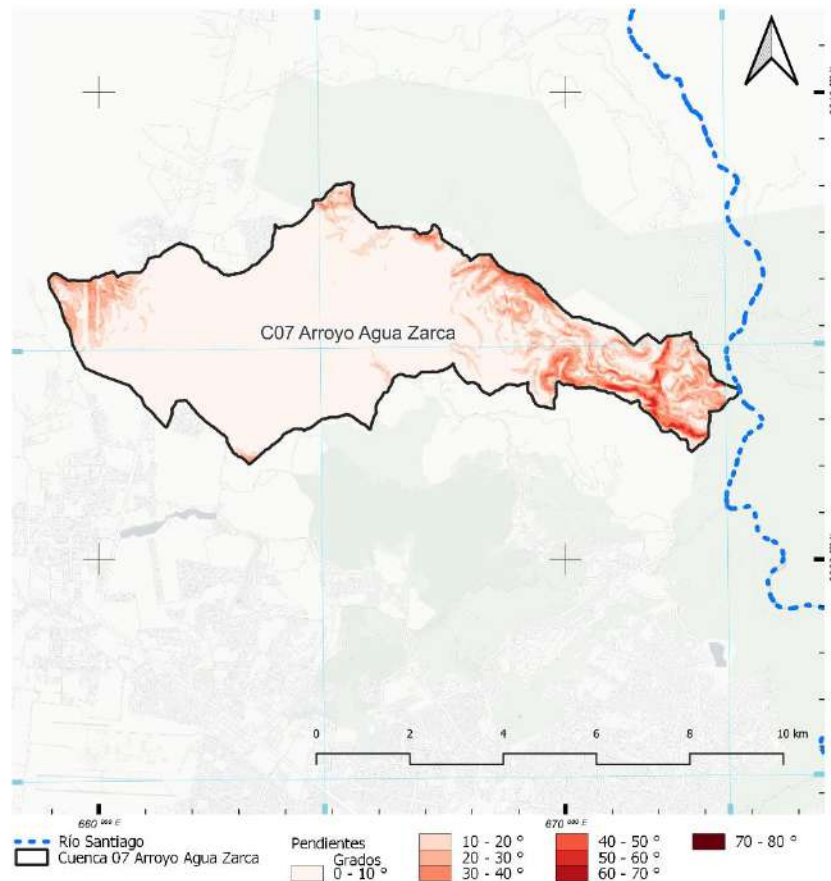 C07 Arroyo Agua Zarca
0 2 4 6 8 10 km
660 000 E 670 000 E
Río Santiago
Cuenca 07 Arroyo Agua Zarca
Pendientes
Grados
0 - 10 °
10 - 20 °
20 - 30 °
30 - 40 °
40 - 50 °
50 - 60 °
60 - 70 °
70 - 80 °